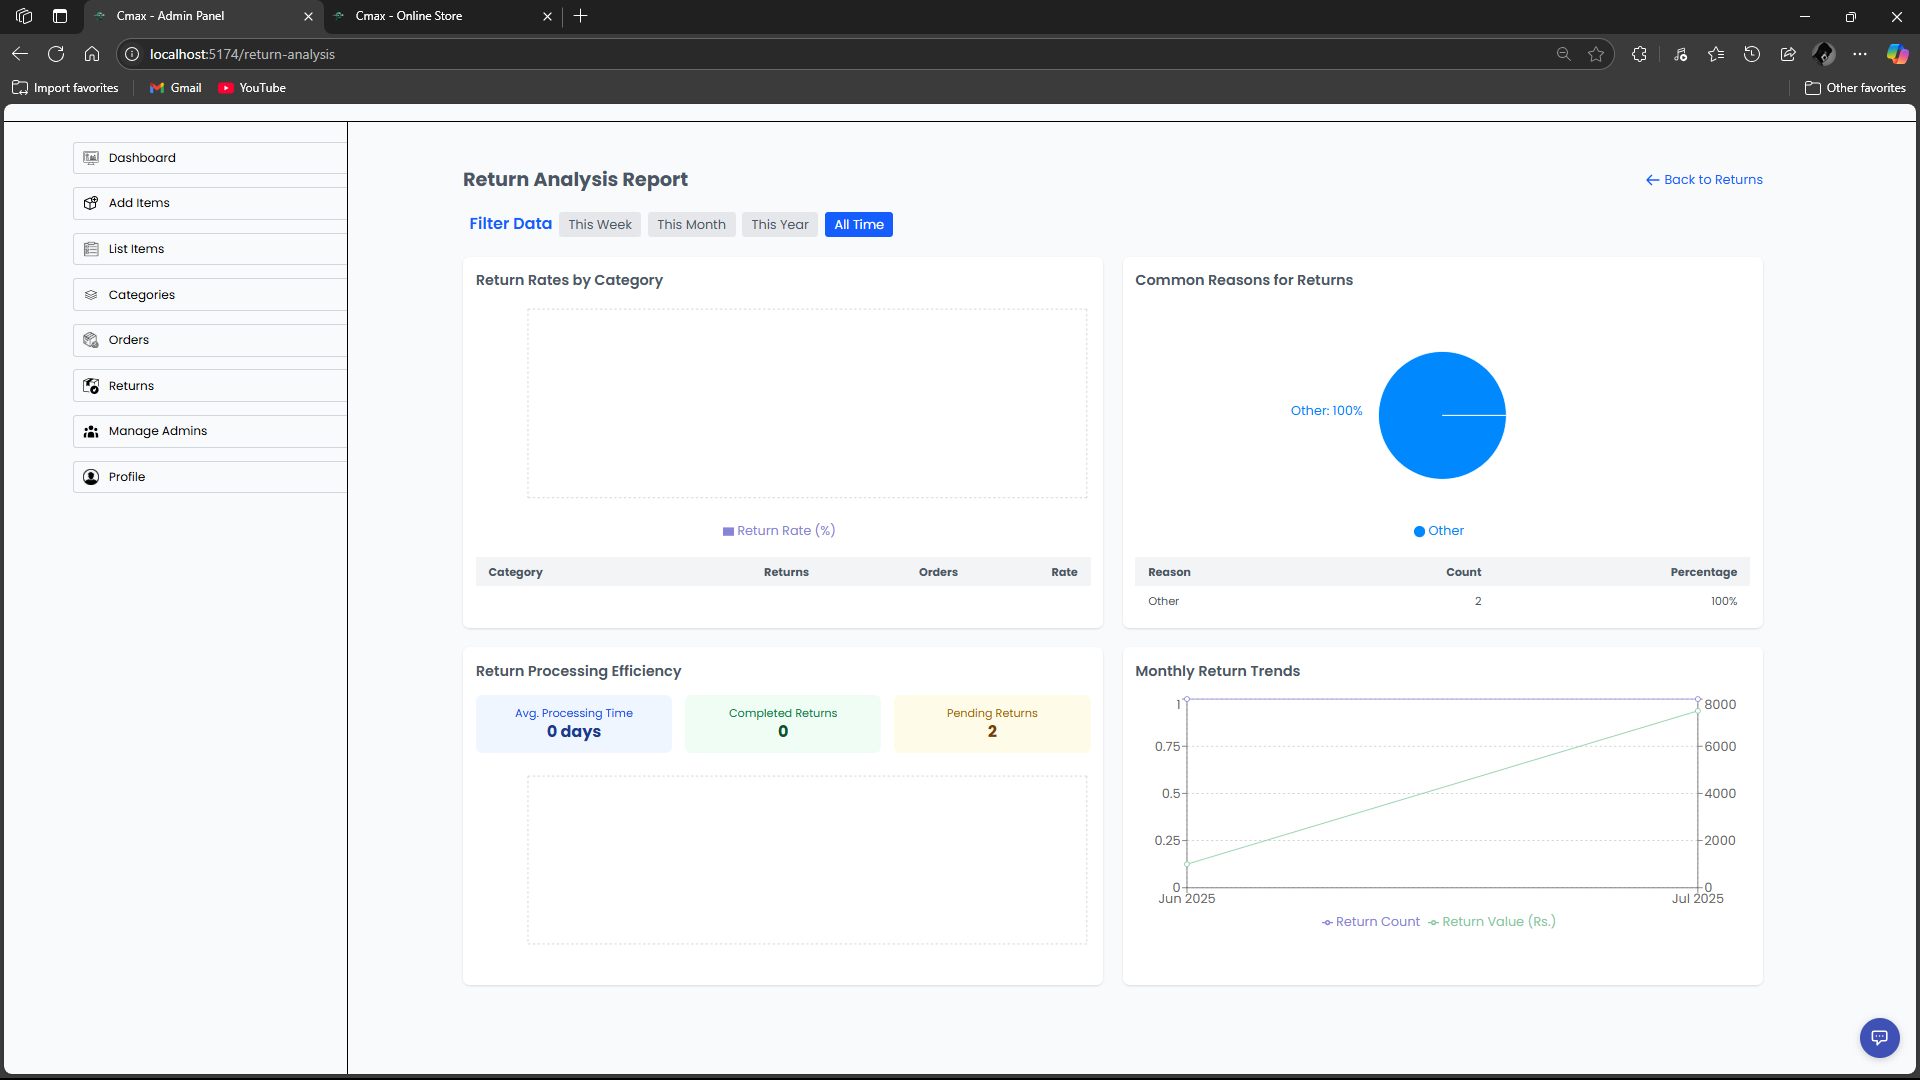 Cmax - Admin Panel
Cmax - Online Store
localhost:5174/return-analysis
Import favorites
Gmail
YouTube
Other favorites
Dashboard
Add Items
List Items
Categories
Orders
Returns
Manage Admins
Profile
Return Analysis Report
← Back to Returns
Filter Data This Week This Month This Year All Time
Return Rates by Category
Return Rate (%)
Category Returns Orders Rate
Common Reasons for Returns
Other: 100%
Other
Reason Count Percentage
Other 2 100%
Return Processing Efficiency
Avg. Processing Time
0 days
Completed Returns
0
Pending Returns
2
Monthly Return Trends
1 8000
0.75 6000
0.5 4000
0.25 2000
0 0
Jun 2025 Jul 2025
Return Count Return Value (Rs.)